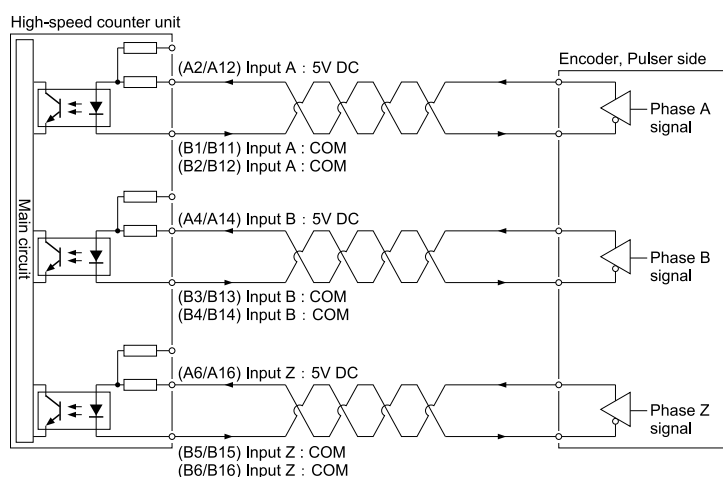 High-speed counter unit
Encoder, Pulser side
(A2/A12) Input A : 5V DC
Phase A
signal
(B1/B11) Input A : COM
(B2/B12) Input A : COM
Main circuit
(A4/A14) Input B : 5V DC
Phase B
signal
(B3/B13) Input B : COM
(B4/B14) Input B : COM
(A6/A16) Input Z : 5V DC
Phase Z
signal
(B5/B15) Input Z : COM
(B6/B16) Input Z : COM